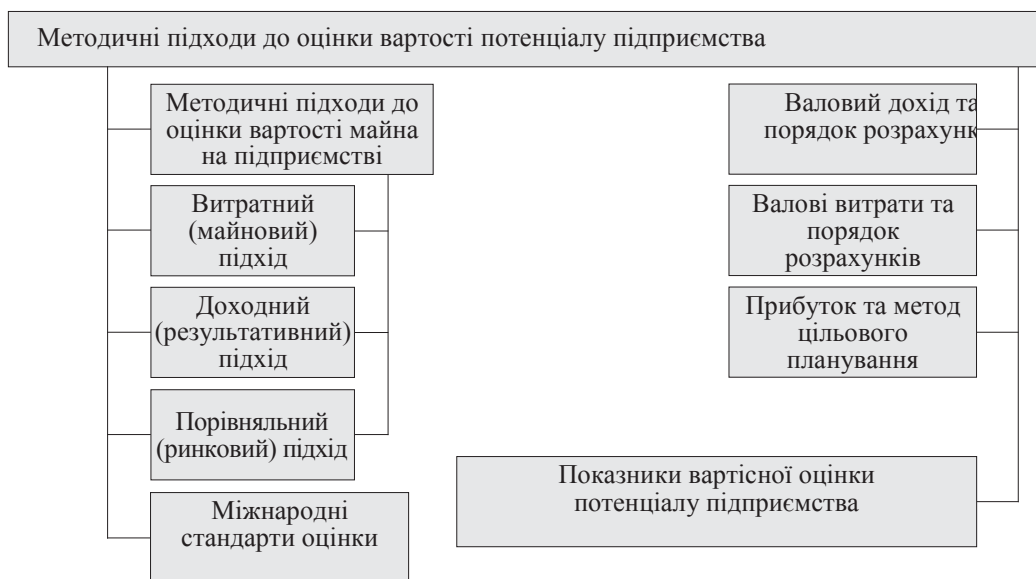 Методичні підходи до оцінки вартості потенціалу підприємства
Методичні підходи до
оцінки вартості майна
на підприємстві
Витратний
(майновий)
підхід
Доходний
(результативний)
підхід
Порівняльний
(ринковий) підхід
Міжнародні
стандарти оцінки
Валовий дохід та
порядок розрахунк
Валові витрати та
порядок
розрахунків
Прибуток та метод
цільового
планування
Показники вартісної оцінки
потенціалу підприємства